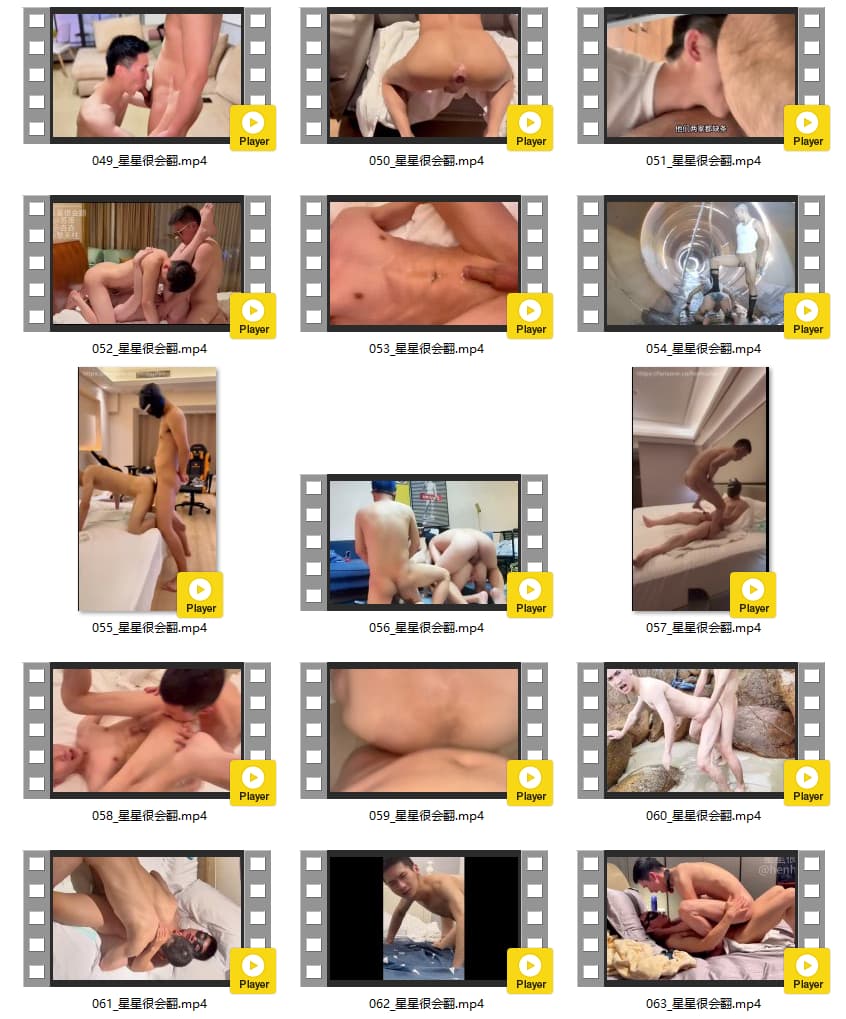 Player
049_星星很会翻.mp4
Player
050_星星很会翻.mp4
他们两家都缺条
Player
051_星星很会翻.mp4
Player
052_星星很会翻.mp4
Player
053_星星很会翻.mp4
Player
054_星星很会翻.mp4
Player
055_星星很会翻.mp4
Player
056_星星很会翻.mp4
Player
057_星星很会翻.mp4
Player
058_星星很会翻.mp4
Player
059_星星很会翻.mp4
Player
060_星星很会翻.mp4
Player
061_星星很会翻.mp4
Player
062_星星很会翻.mp4
@henh
Player
063_星星很会翻.mp4